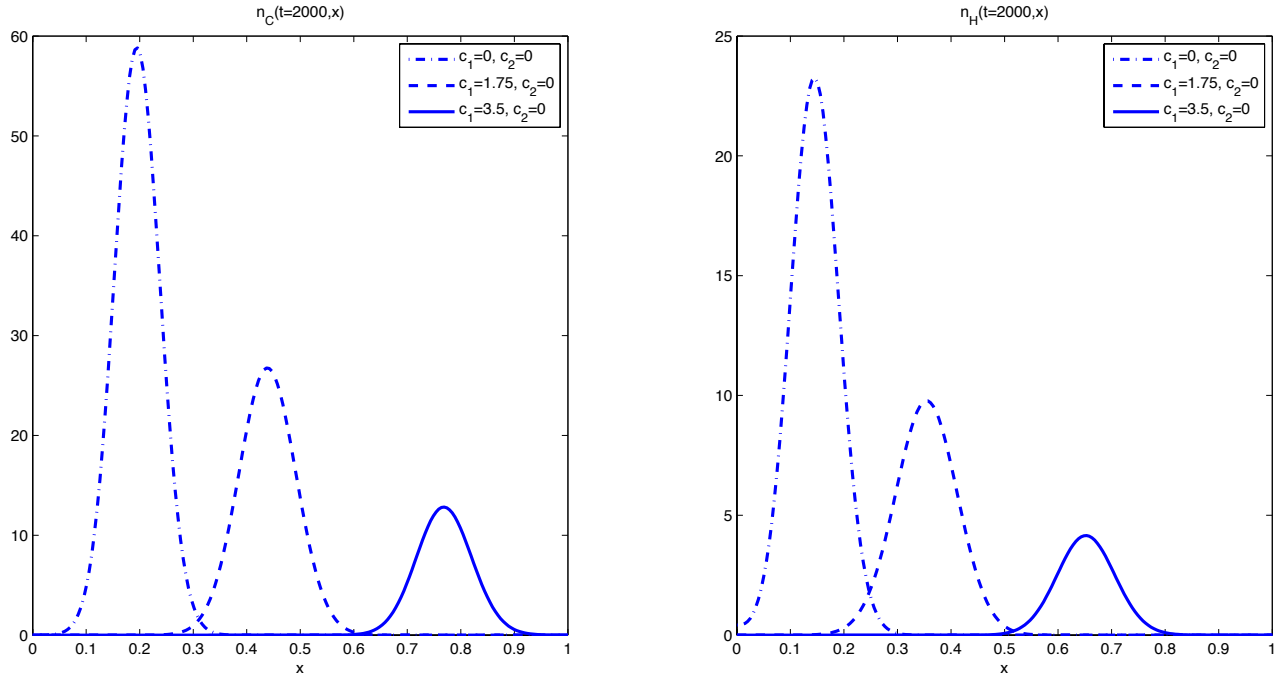 n_C(t=2000,x)
60
50
40
30
20
10
0
0 0.1 0.2 0.3 0.4 0.5 0.6 0.7 0.8 0.9 1
x
c_1=0, c_2=0
c_1=1.75, c_2=0
c_1=3.5, c_2=0
n_H(t=2000,x)
25
20
15
10
5
0
0 0.1 0.2 0.3 0.4 0.5 0.6 0.7 0.8 0.9 1
x
c_1=0, c_2=0
c_1=1.75, c_2=0
c_1=3.5, c_2=0